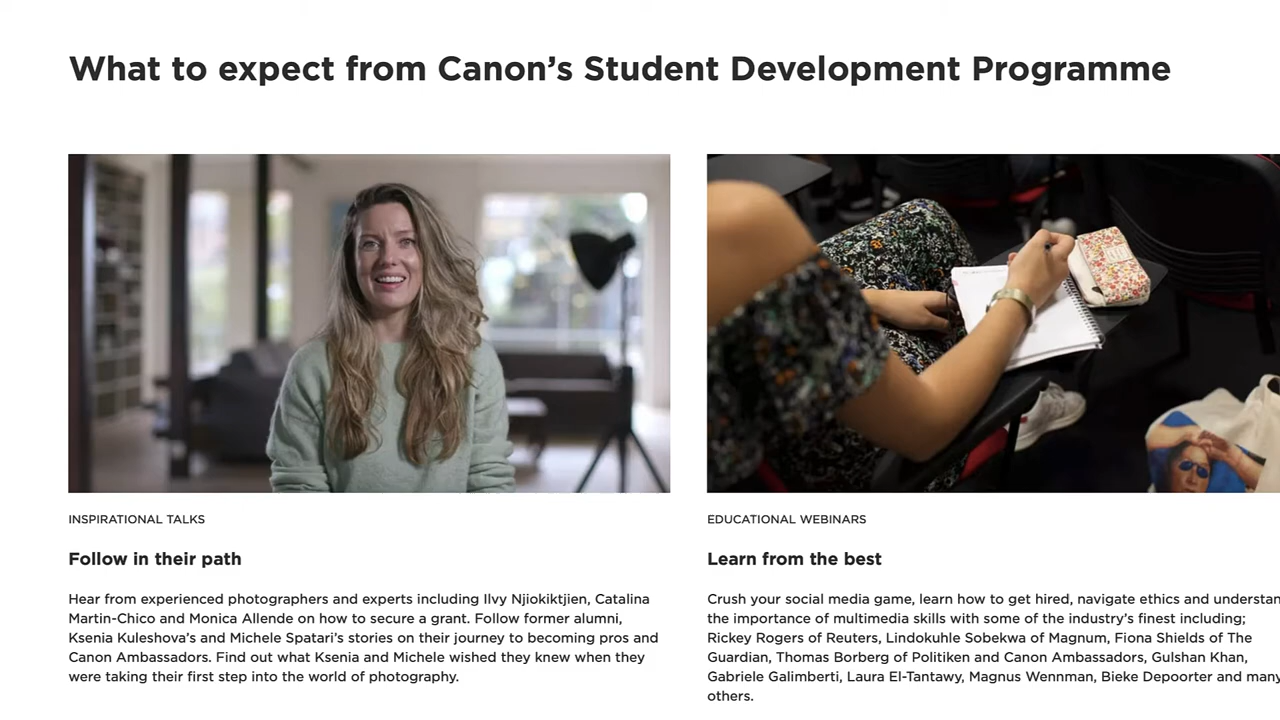 What to expect from Canon’s Student Development Programme
INSPIRATIONAL TALKS
Follow in their path
Hear from experienced photographers and experts including Ilvy Njiokiktjien, Catalina
Martin-Chico and Monica Allende on how to secure a grant. Follow former alumni,
Ksenia Kuleshova’s and Michele Spatari’s stories on their journey to becoming pros and
Canon Ambassadors. Find out what Ksenia and Michele wished they knew when they
were taking their first step into the world of photography.
EDUCATIONAL WEBINARS
Learn from the best
Crush your social media game, learn how to get hired, navigate ethics and understan
the importance of multimedia skills with some of the industry’s finest including;
Rickey Rogers of Reuters, Lindokuhle Sobekwa of Magnum, Fiona Shields of The
Guardian, Thomas Borberg of Politiken and Canon Ambassadors, Gulshan Khan,
Gabriele Galimberti, Laura El-Tantawy, Magnus Wennman, Bieke Depoorter and many
others.